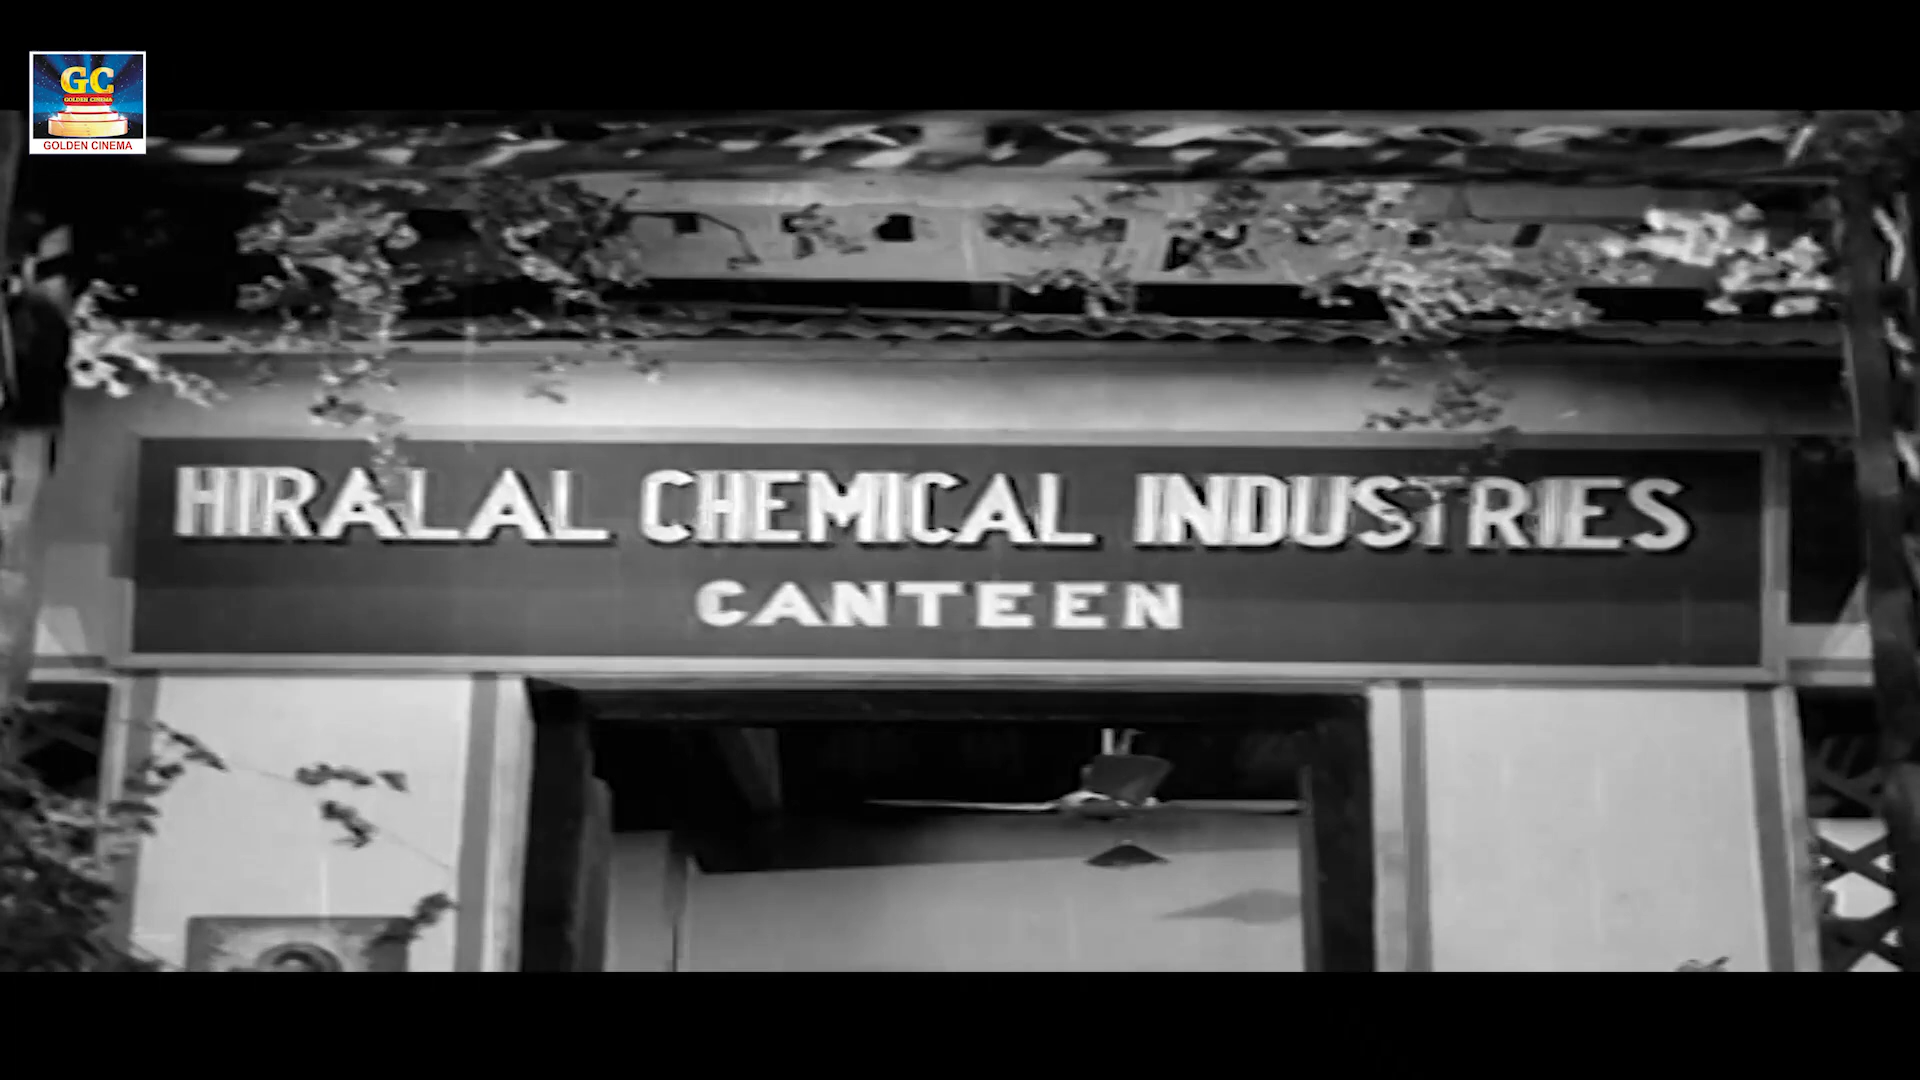 GC
GOLDEN CINEMA
GOLDEN CINEMA
HIRALAL CHEMICAL INDUSTRIES
CANTEEN